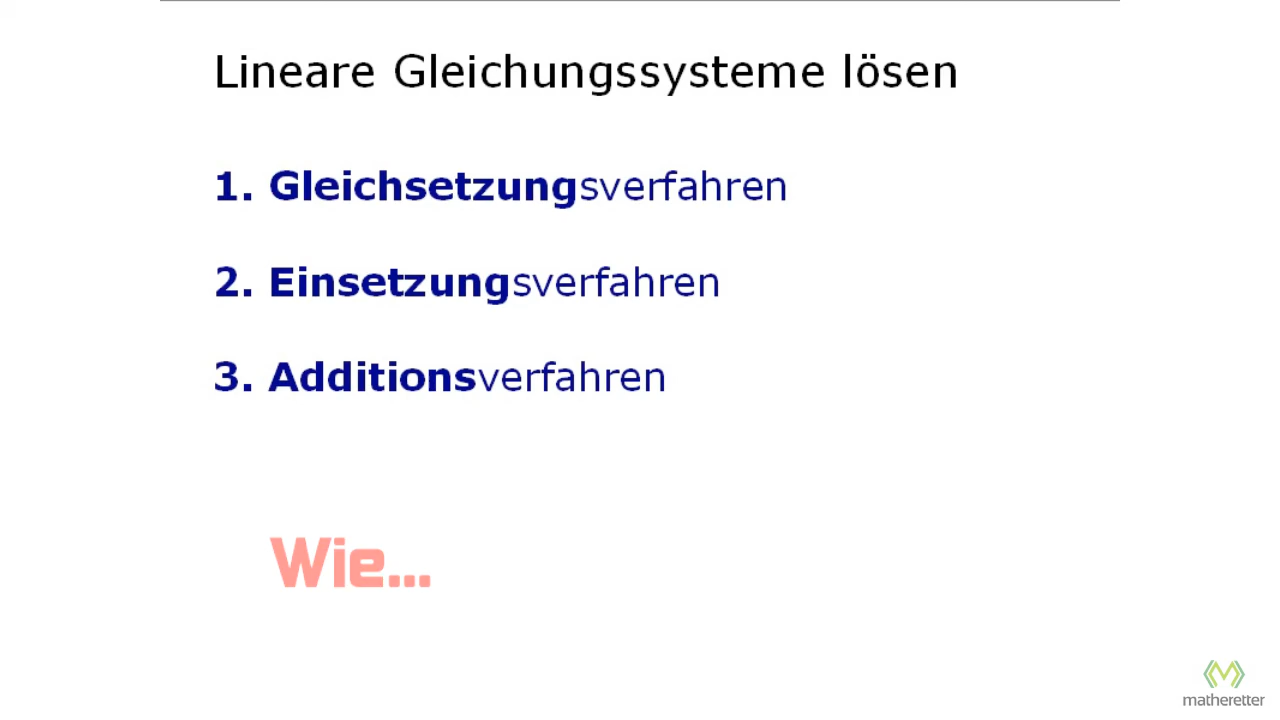 Lineare Gleichungssysteme lösen
1. Gleichsetzungsverfahren
2. Einsetzungsverfahren
3. Additionsverfahren
Wie...
matheretter